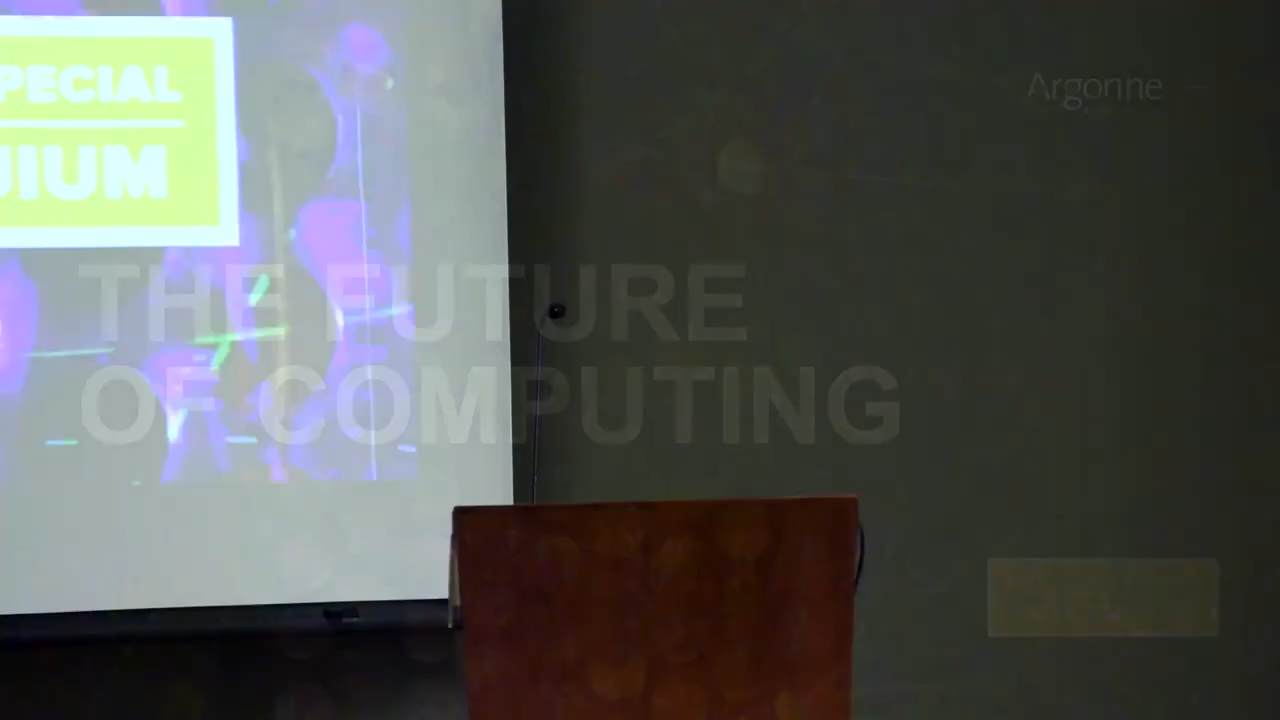 PECIAL
IUM
Argonne
THE FUTURE
OF COMPUTING